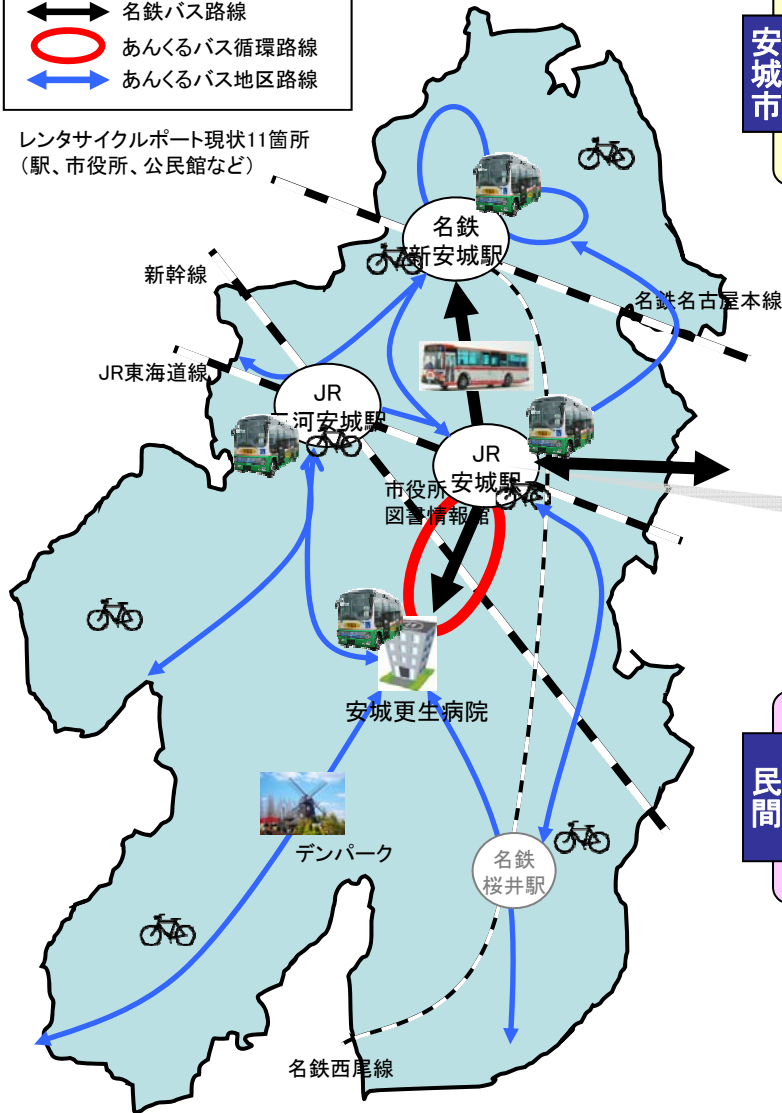 名鉄バス路線
あんくるバス循環路線
あんくるバス地区路線
レンタサイクルポート現状11箇所
(駅、市役所、公民館など)
安城市
名鉄
新安城駅
新幹線
名鉄名古屋本線
JR東海道線
JR
三河安城駅
JR
安城駅
市役所
図書情報館
安城更生病院
民間
デンパーク
名鉄
桜井駅
名鉄西尾線